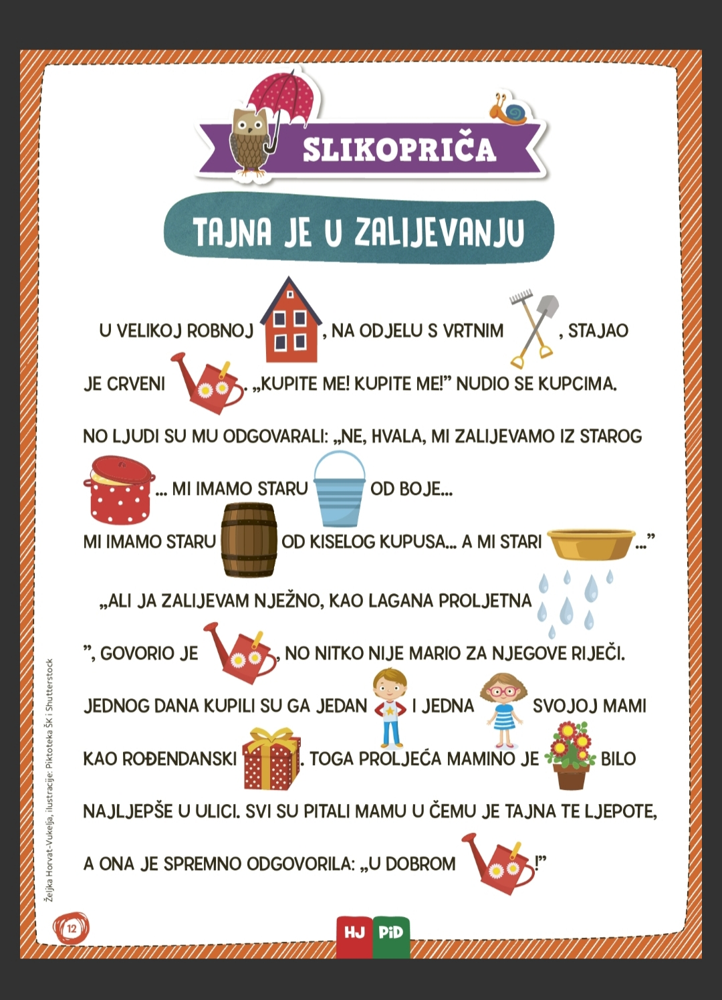 SLIKOPRIČA
TAJNA JE U ZALIJEVANJU
U VELIKOJ ROBNOJ , NA ODJELU S VRTNIM , STAJAO
JE CRVENI . „KUPITE ME! KUPITE ME!” NUDIO SE KUPCIMA.
NO LJUDI SU MU ODGOVARALI: „NE, HVALA, MI ZALIJEVAMO IZ STAROG
... MI IMAMO STARU OD BOJE...
MI IMAMO STARU OD KISELOG KUPUSA... A MI STARI ...”
„ALI JA ZALIJEVAM NJEŽNO, KAO LAGANA PROLJETNA
”, GOVORIO JE , NO NITKO NIJE MARIO ZA NJEGOVE RIJEČI.
JEDNOG DANA KUPILI SU GA JEDAN I JEDNA SVOJOJ MAMI
KAO ROĐENDANSKI . TOGA PROLJEĆA MAMINO JE BILO
NAJLJEPŠE U ULICI. SVI SU PITALI MAMU U ČEMU JE TAJNA TE LJEPOTE,
A ONA JE SPREMNO ODGOVORILA: „U DOBROM !”
Željka Horvat-Vukelja, ilustracije: Piktoteka ŠK i Shutterstock
12
HJ PiD